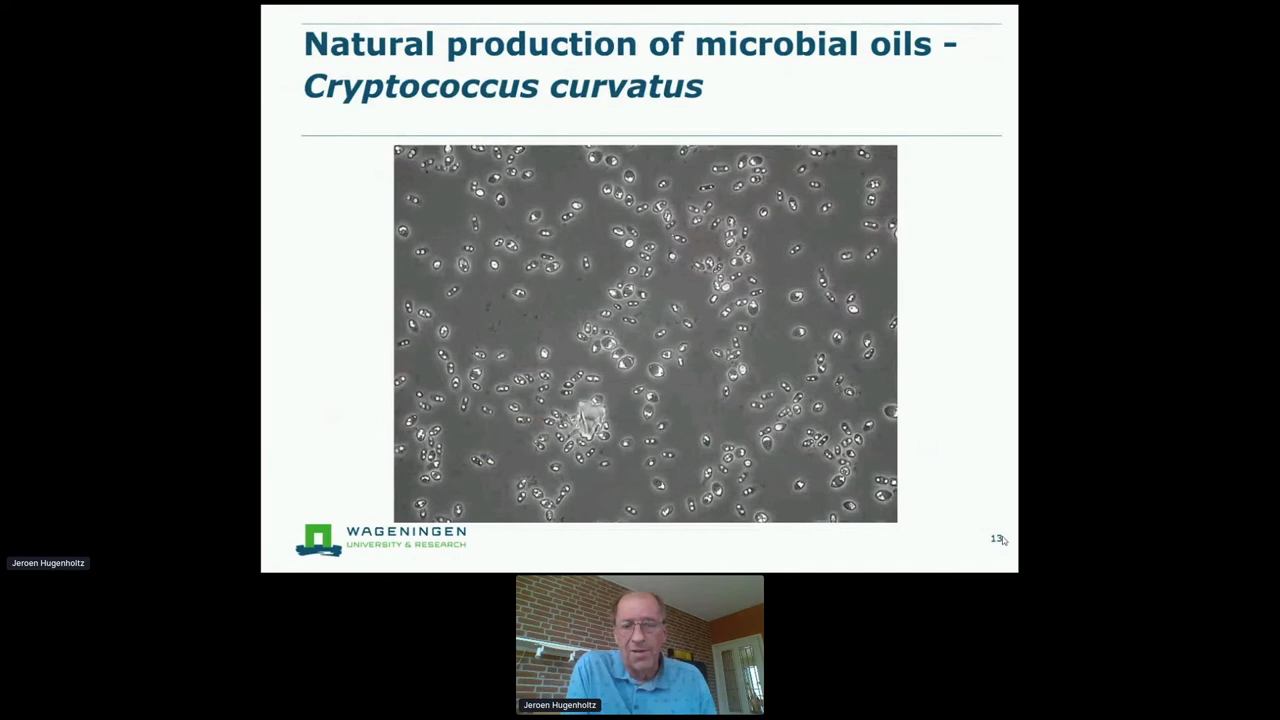 Natural production of microbial oils -
Cryptococcus curvatus
WAGENINGEN
UNIVERSITY & RESEARCH
13
Jeroen Hugenholtz
Jeroen Hugenholtz